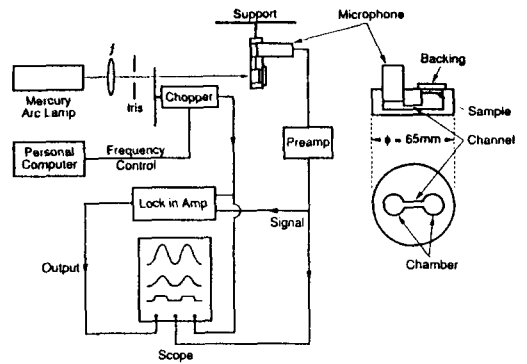 Support
Microphone
f
Backing
Mercury
Arc Lamp
Iris
Chopper
Sample
Personal
Computer
Frequency
Control
Preamp
Channel
ϕ - 65mm
Lock in Amp
Signal
Output
Chamber
Scope